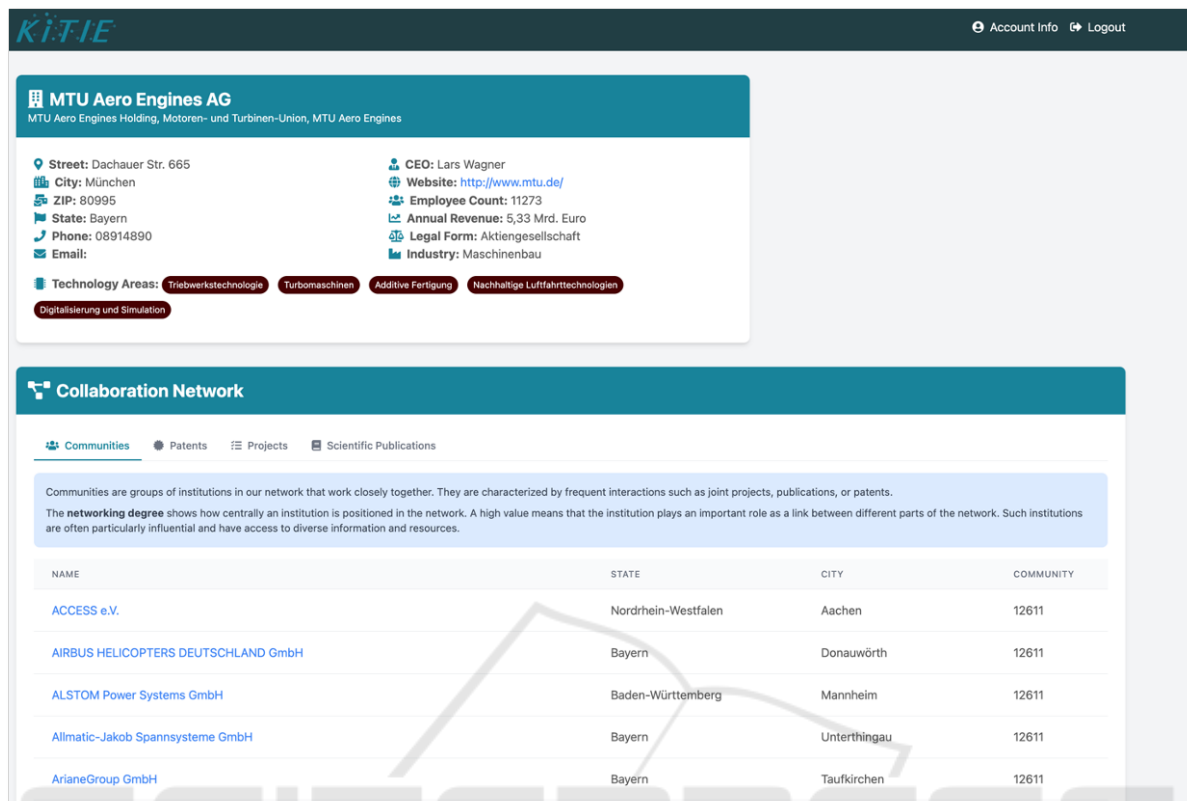 KITIE
Account Info Logout
MTU Aero Engines AG
MTU Aero Engines Holding, Motoren- und Turbinen-Union, MTU Aero Engines
Street: Dachauer Str. 665
City: München
ZIP: 80995
State: Bayern
Phone: 08914890
Email:
CEO: Lars Wagner
Website: http://www.mtu.de/
Employee Count: 11273
Annual Revenue: 5,33 Mrd. Euro
Legal Form: Aktiengesellschaft
Industry: Maschinenbau
Technology Areas: Triebwerkstechnologie Turbomaschinen Additive Fertigung Nachhaltige Luftfahrttechnologien
Digitalisierung und Simulation
Collaboration Network
Communities Patents Projects Scientific Publications
Communities are groups of institutions in our network that work closely together. They are characterized by frequent interactions such as joint projects, publications, or patents.
The networking degree shows how centrally an institution is positioned in the network. A high value means that the institution plays an important role as a link between different parts of the network. Such institutions
are often particularly influential and have access to diverse information and resources.
NAME STATE CITY COMMUNITY
ACCESS e.V. Nordrhein-Westfalen Aachen 12611
AIRBUS HELICOPTERS DEUTSCHLAND GmbH Bayern Donauwörth 12611
ALSTOM Power Systems GmbH Baden-Württemberg Mannheim 12611
Allmatic-Jakob Spannsysteme GmbH Bayern Unterthingau 12611
ArianeGroup GmbH Bayern Taufkirchen 12611